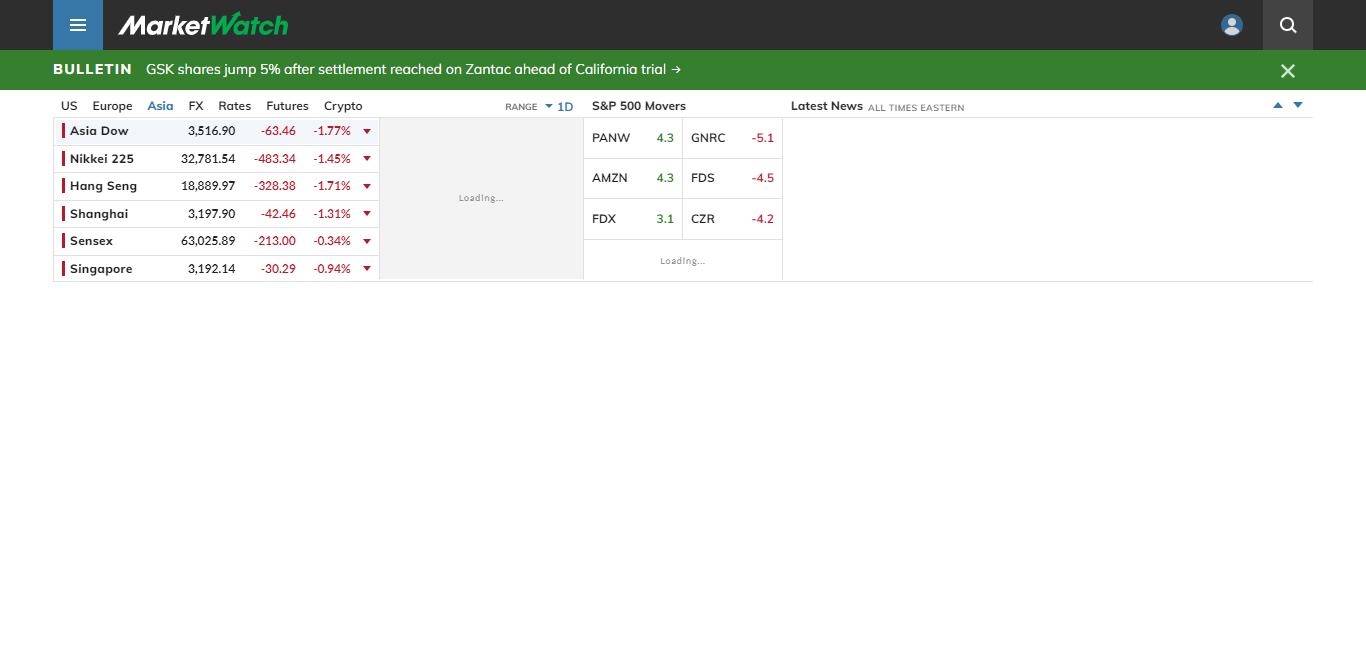 MarketWatch
BULLETIN GSK shares jump 5% after settlement reached on Zantac ahead of California trial →
US Europe Asia FX Rates Futures Crypto RANGE 1D
Asia Dow 3,516.90 -63.46 -1.77%
Nikkei 225 32,781.54 -483.34 -1.45%
Hang Seng 18,889.97 -328.38 -1.71%
Shanghai 3,197.90 -42.46 -1.31%
Sensex 63,025.89 -213.00 -0.34%
Singapore 3,192.14 -30.29 -0.94%
Loading...
S&P 500 Movers
PANW 4.3 GNRC -5.1
AMZN 4.3 FDS -4.5
FDX 3.1 CZR -4.2
Loading...
Latest News ALL TIMES EASTERN